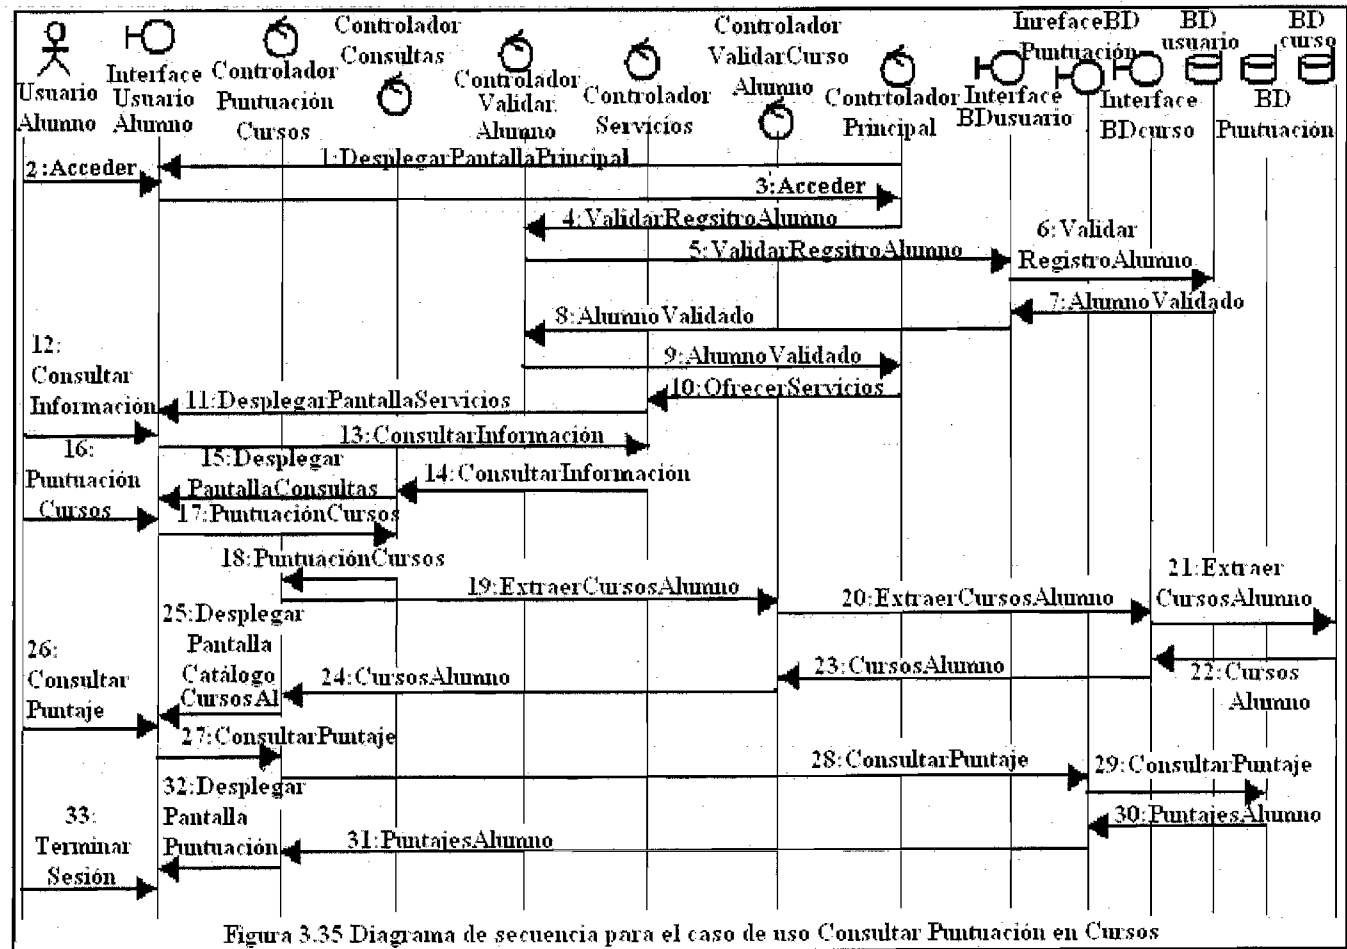 Usuario
Alumno
Interface
Usuario
Alumno
Controlador
Puntuación
Cursos
Controlador
Consultas
Controlador
Validar
Alumno
Controlador
Servicios
Controlador
ValidarCurso
Alumno
Contrtolador
Principal
Interface
BDusuario
InrefaceBD
Puntuación
Interface
BDcurso
BD
usuario
BD
Puntuación
BD
curso
1:DesplegarPantallaPrincipal
2:Acceder
3:Acceder
4:ValidarRegsitroAlumno
5:ValidarRegsitroAlumno
6:Validar
RegistroAlumno
7:AlumnoValidado
8:AlumnoValidado
9:AlumnoValidado
10:OfrecerServicios
11:DesplegarPantallaServicios
12:
Consultar
Información
13:ConsultarInformación
14:ConsultarInformación
15:Desplegar
PantallaConsultas
16:
Puntuación
Cursos
17:PuntuaciónCursos
18:PuntuaciónCursos
19:ExtraerCursosAlumno
20:ExtraerCursosAlumno
21:Extraer
CursosAlumno
22:Cursos
Alumno
23:CursosAlumno
24:CursosAlumno
25:Desplegar
Pantalla
Catálogo
CursosAl
26:
Consultar
Puntaje
27:ConsultarPuntaje
28:ConsultarPuntaje
29:ConsultarPuntaje
30:PuntajesAlumno
31:PuntajesAlumno
32:Desplegar
Pantalla
Puntuación
33:
Terminar
Sesión
Figura 3.35 Diagrama de secuencia para el caso de uso Consultar Puntuación en Cursos